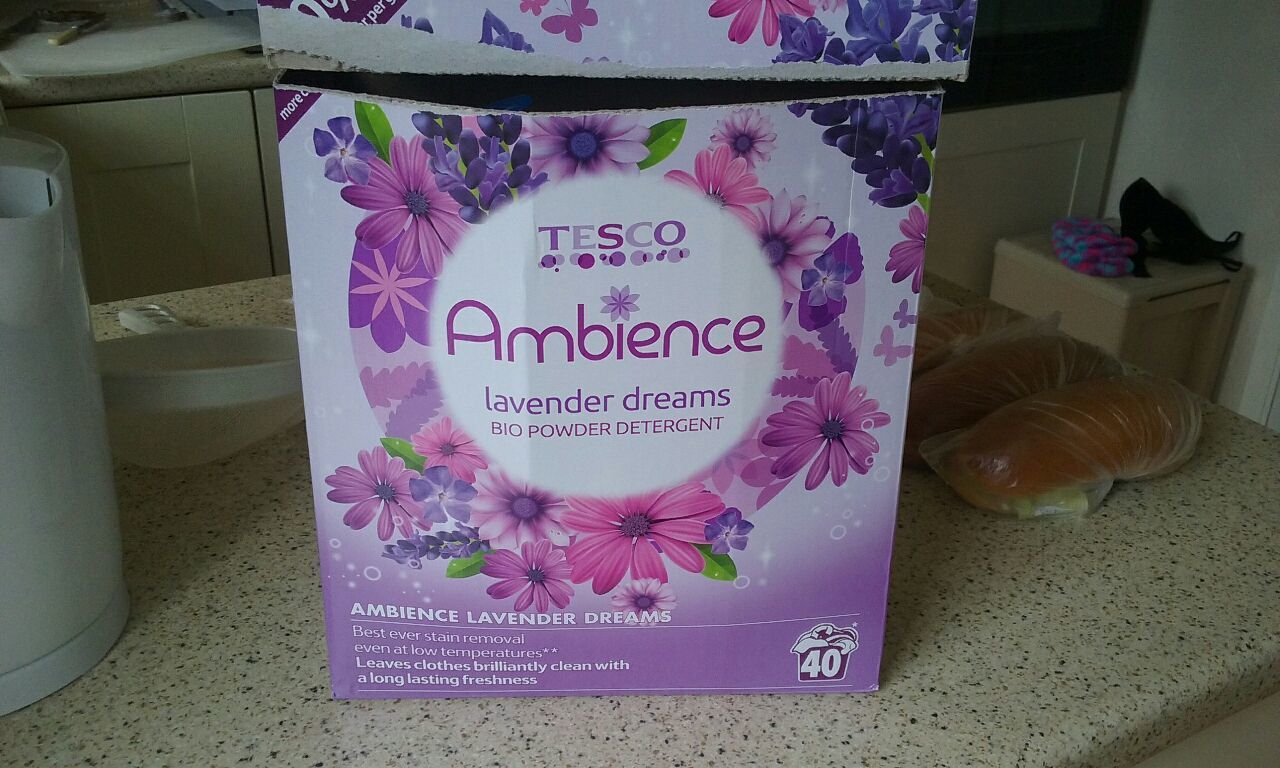 more
TESCO
Ambience
lavender dreams
BIO POWDER DETERGENT
AMBIENCE LAVENDER DREAMS
Best ever stain removal
even at low temperatures**
Leaves clothes brilliantly clean with
a long lasting freshness
40*